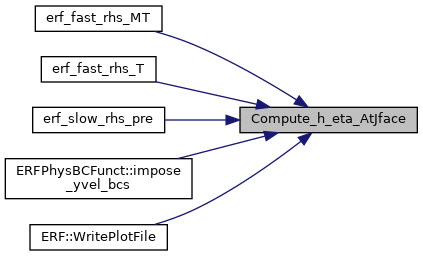 erf_fast_rhs_MT
erf_fast_rhs_T
Compute_h_eta_AtJface
erf_slow_rhs_pre
ERFPhysBCFunct::impose
_yvel_bcs
ERF::WritePlotFile